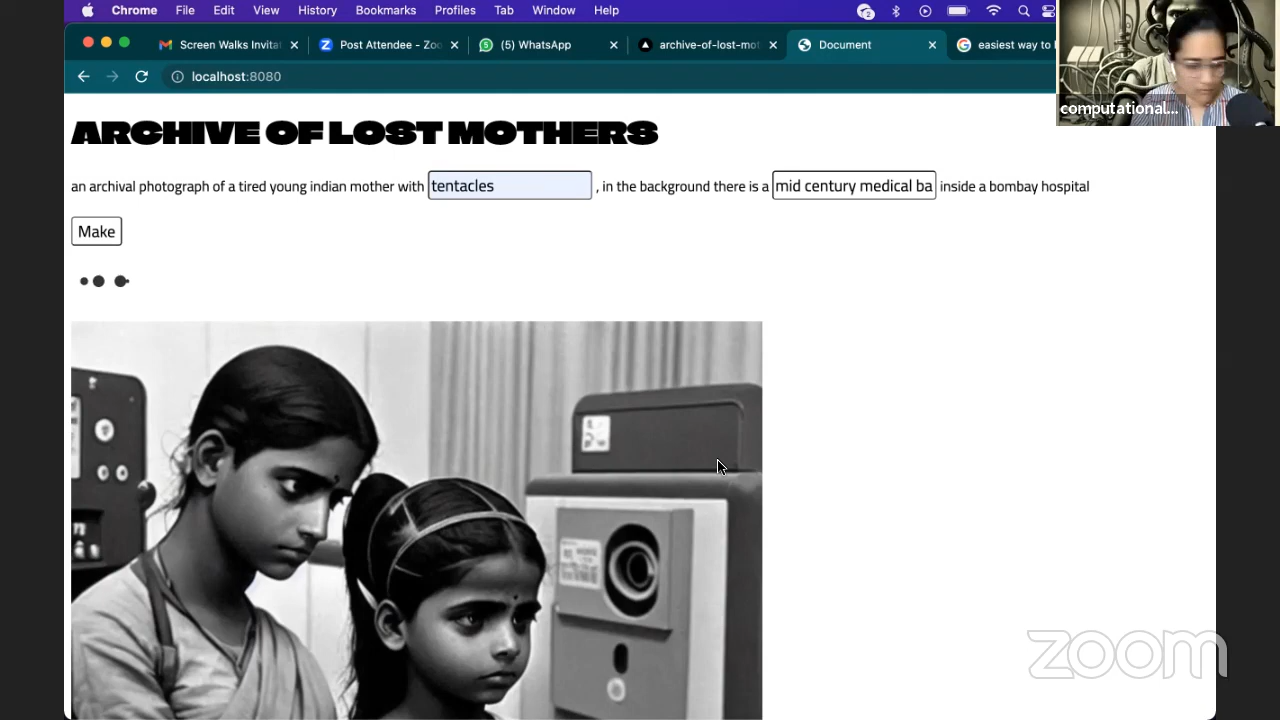 Chrome File Edit View History Bookmarks Profiles Tab Window Help
Screen Walks Invita
Post Attendee - Zoo
(5) WhatsApp
archive-of-lost-mot
Document
easiest way to
localhost:8080
computational...
ARCHIVE OF LOST MOTHERS
an archival photograph of a tired young indian mother with tentacles , in the background there is a mid century medical ba inside a bombay hospital
Make
zoom